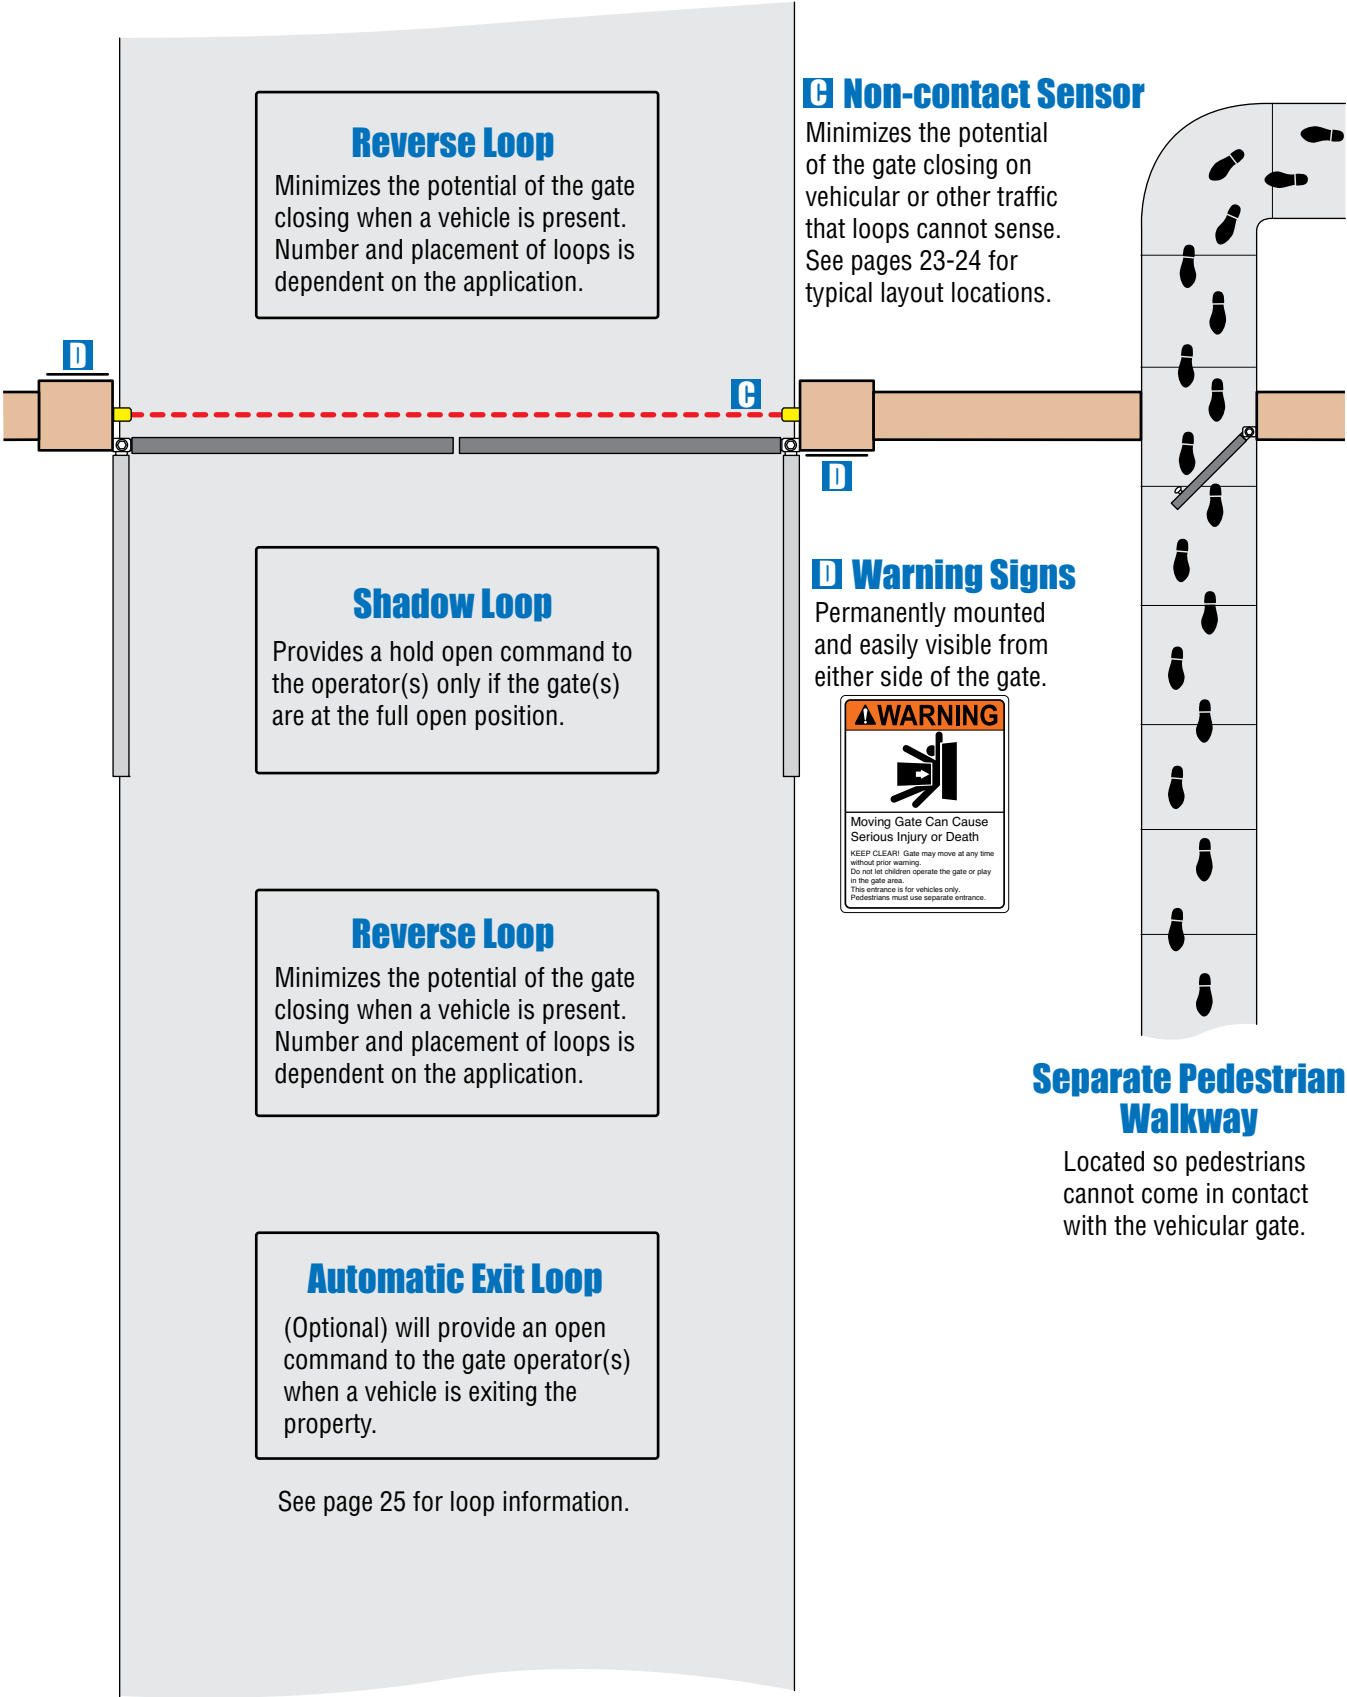 Reverse Loop
Minimizes the potential of the gate
closing when a vehicle is present.
Number and placement of loops is
dependent on the application.
C Non-contact Sensor
Minimizes the potential
of the gate closing on
vehicular or other traffic
that loops cannot sense.
See pages 23-24 for
typical layout locations.
D
C
D
Shadow Loop
Provides a hold open command to
the operator(s) only if the gate(s)
are at the full open position.
D Warning Signs
Permanently mounted
and easily visible from
either side of the gate.
WARNING
Moving Gate Can Cause
Serious Injury or Death
KEEP CLEAR! Gate may move at any time
without prior warning.
Do not let children operate the gate or play
in the gate area.
This entrance is for vehicles only.
Pedestrians must use separate entrance.
Reverse Loop
Minimizes the potential of the gate
closing when a vehicle is present.
Number and placement of loops is
dependent on the application.
Separate Pedestrian
Walkway
Located so pedestrians
cannot come in contact
with the vehicular gate.
Automatic Exit Loop
(Optional) will provide an open
command to the gate operator(s)
when a vehicle is exiting the
property.
See page 25 for loop information.